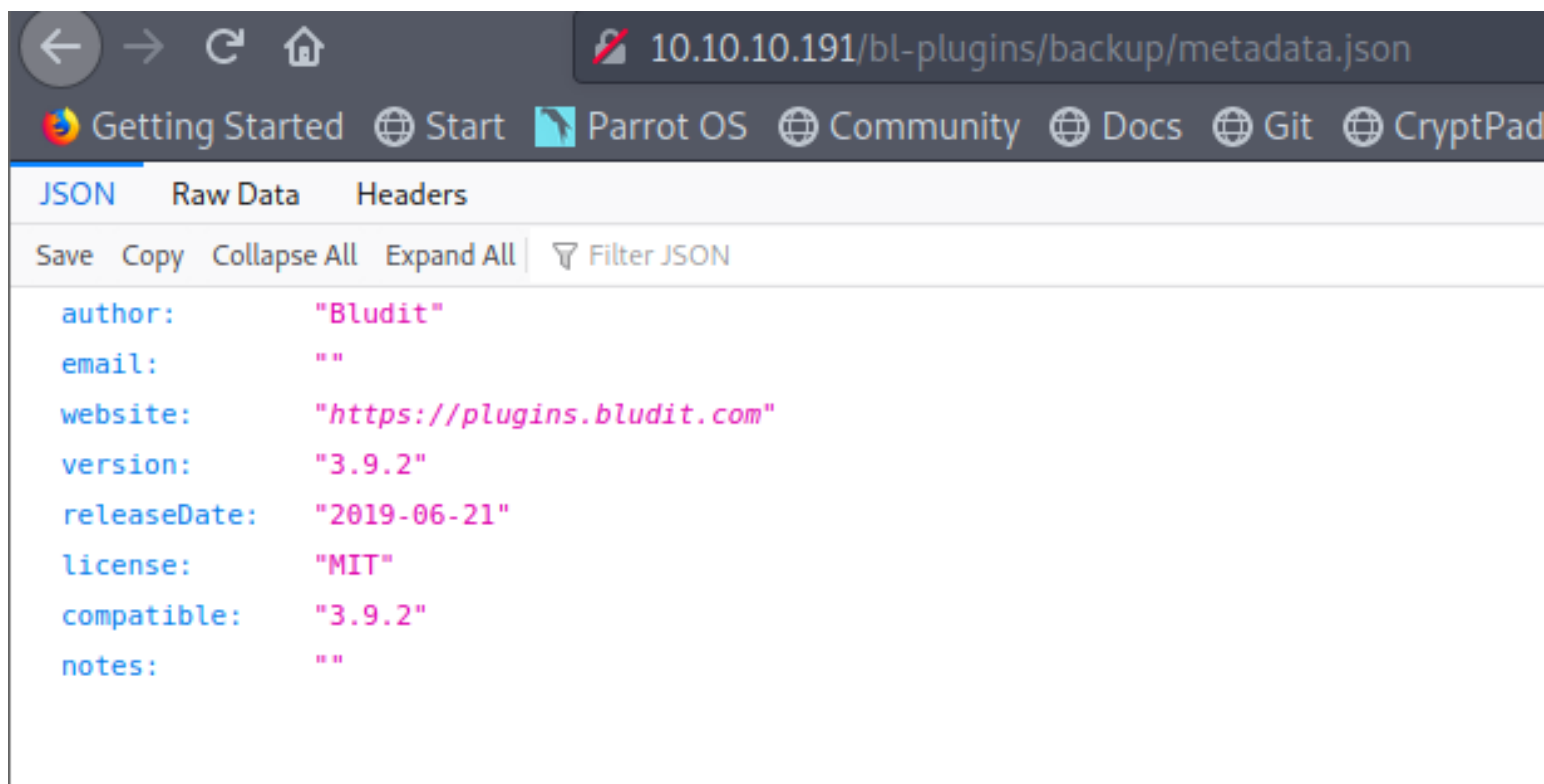 10.10.10.191/bl-plugins/backup/metadata.json
Getting Started Start Parrot OS Community Docs Git CryptPad
JSON Raw Data Headers
Save Copy Collapse All Expand All Filter JSON
author: "Bludit"
email: ""
website: "https://plugins.bludit.com"
version: "3.9.2"
releaseDate: "2019-06-21"
license: "MIT"
compatible: "3.9.2"
notes: ""